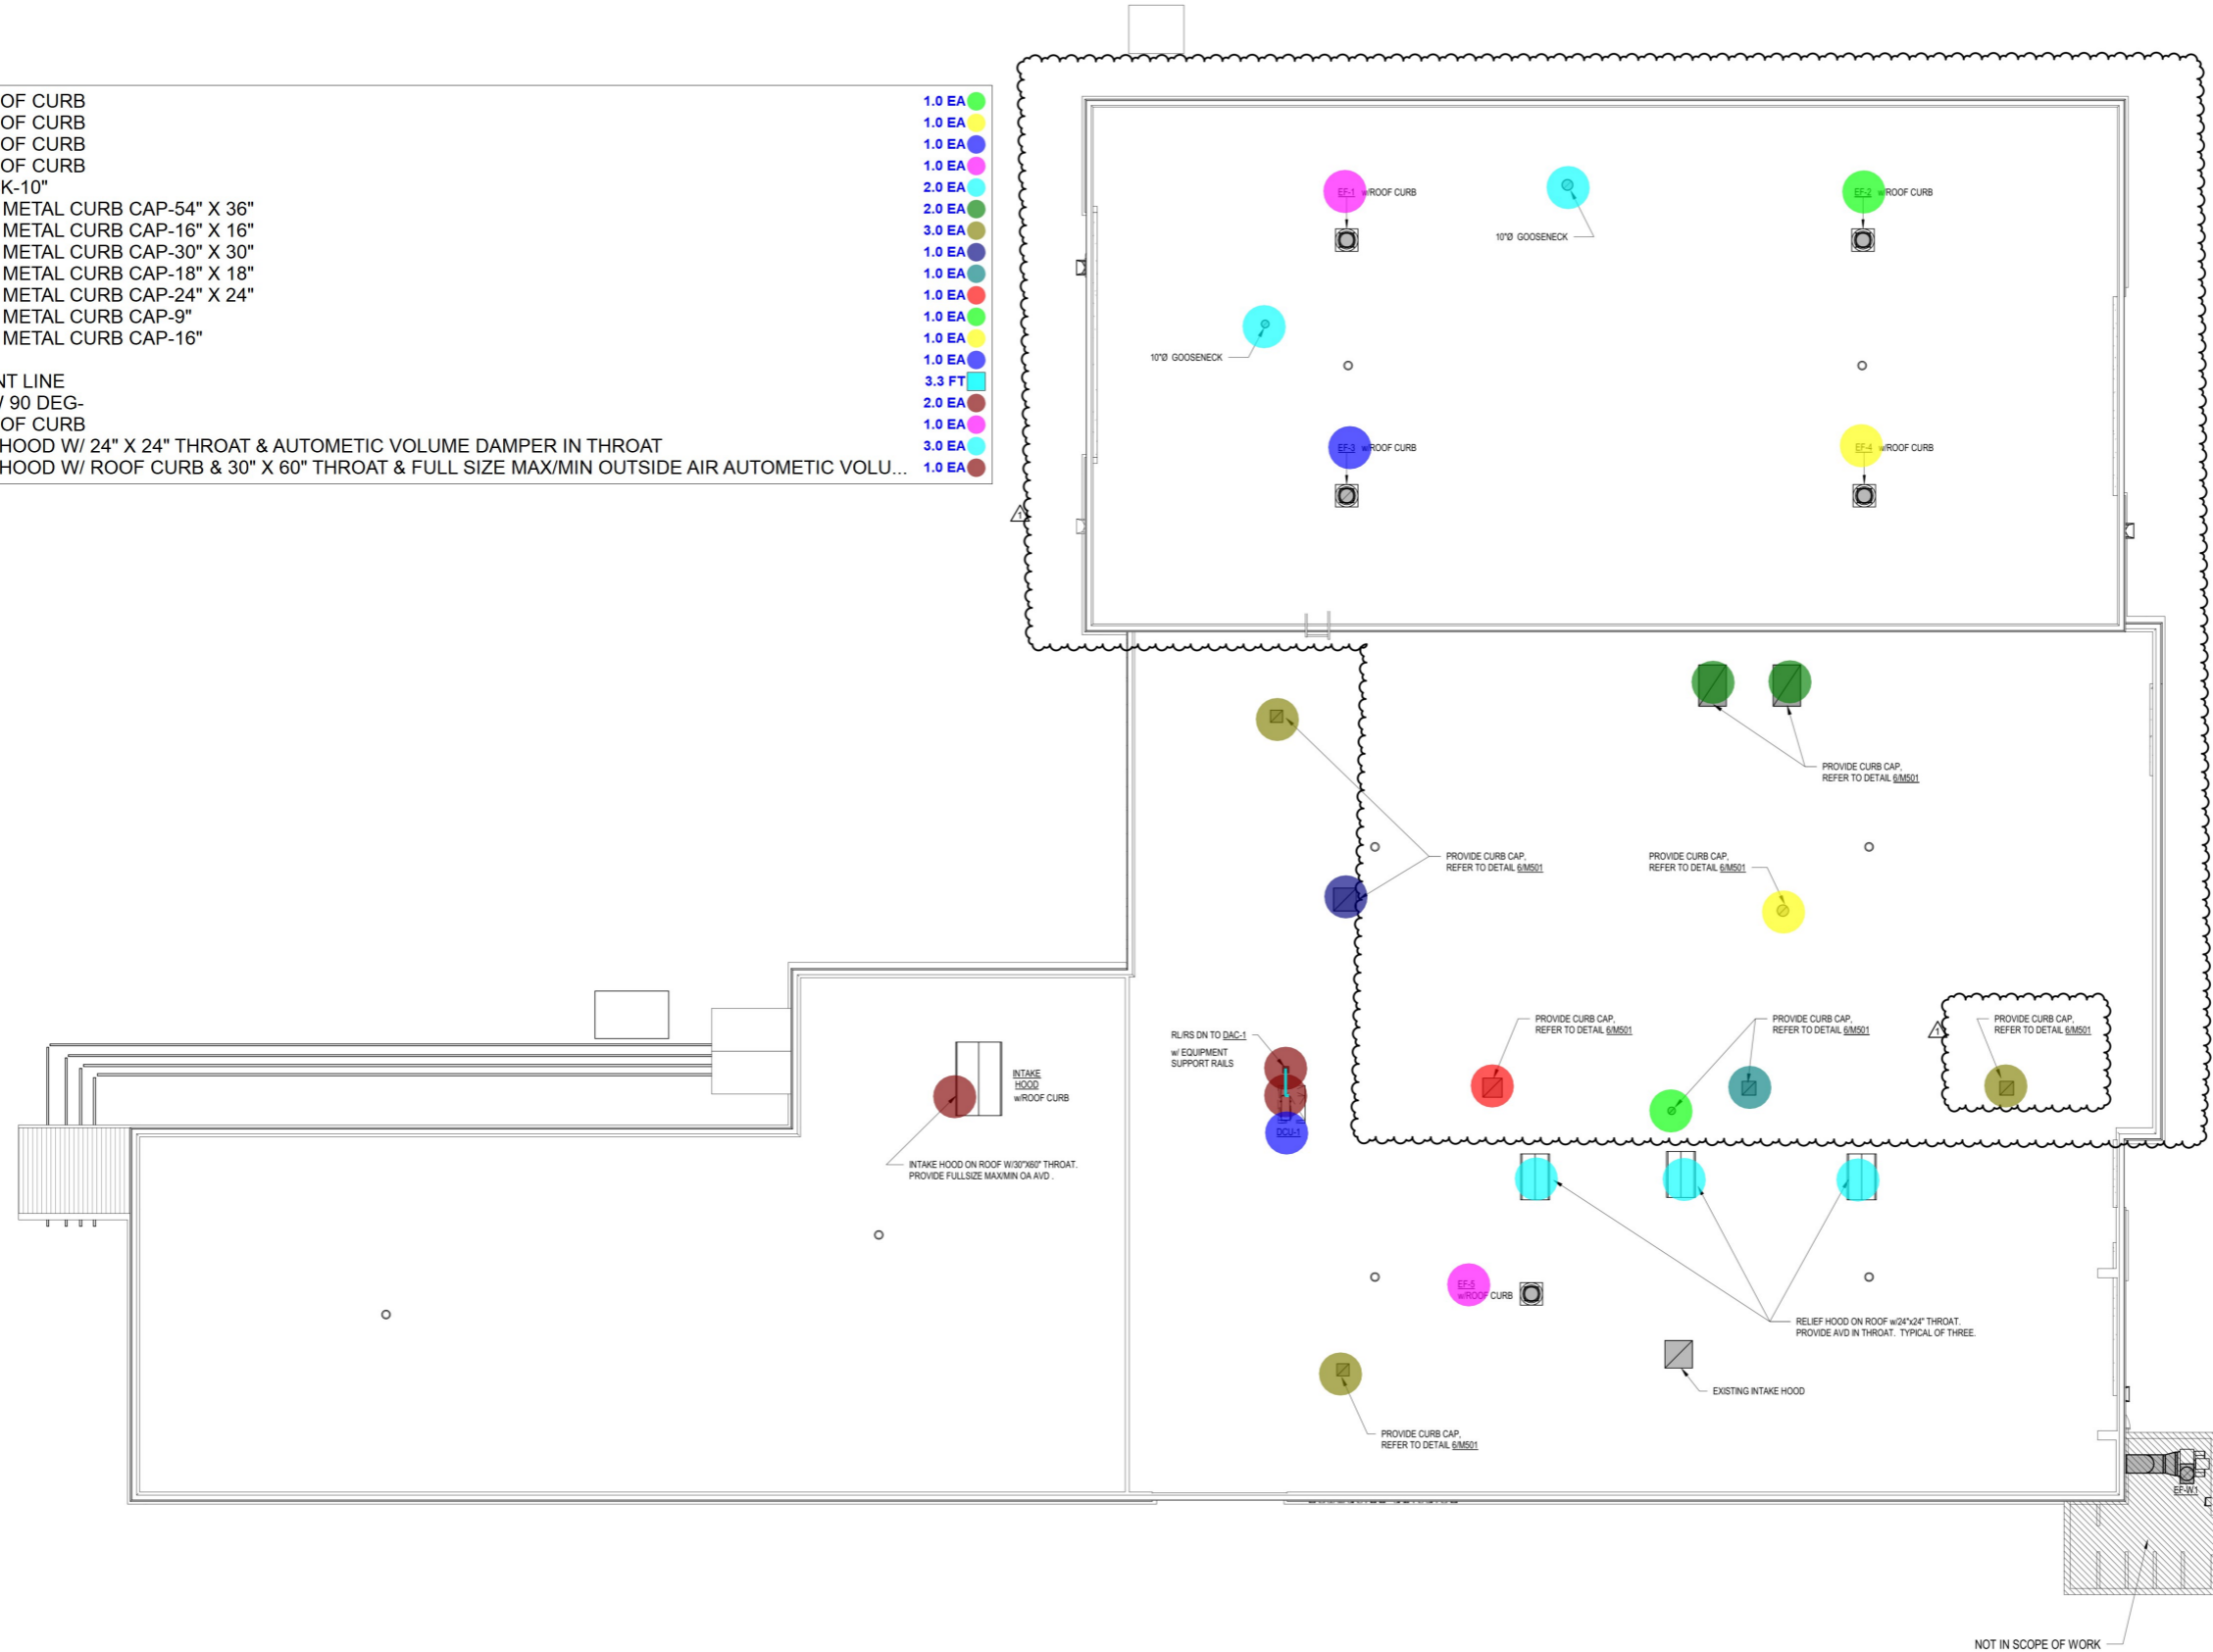 OF CURB 1.0 EA
OF CURB 1.0 EA
OF CURB 1.0 EA
OF CURB 1.0 EA
K-10" 2.0 EA
METAL CURB CAP-54" X 36" 2.0 EA
METAL CURB CAP-16" X 16" 3.0 EA
METAL CURB CAP-30" X 30" 1.0 EA
METAL CURB CAP-18" X 18" 1.0 EA
METAL CURB CAP-24" X 24" 1.0 EA
METAL CURB CAP-9" 1.0 EA
METAL CURB CAP-16" 1.0 EA
1.0 EA
NT LINE 3.3 FT
/ 90 DEG- 2.0 EA
OF CURB 1.0 EA
HOOD W/ 24" X 24" THROAT & AUTOMETIC VOLUME DAMPER IN THROAT 3.0 EA
HOOD W/ ROOF CURB & 30" X 60" THROAT & FULL SIZE MAX/MIN OUTSIDE AIR AUTOMETIC VOLU... 1.0 EA
EF-1 w/ROOF CURB
10"Ø GOOSENECK
EF-2 w/ROOF CURB
10"Ø GOOSENECK
EF-3 w/ROOF CURB
EF-4 w/ROOF CURB
1
PROVIDE CURB CAP,
REFER TO DETAIL 6/M501
PROVIDE CURB CAP,
REFER TO DETAIL 6/M501
PROVIDE CURB CAP,
REFER TO DETAIL 6/M501
RL/RS DN TO DAC-1
w/ EQUIPMENT
SUPPORT RAILS
DCU-1
PROVIDE CURB CAP,
REFER TO DETAIL 6/M501
PROVIDE CURB CAP,
REFER TO DETAIL 6/M501
1
PROVIDE CURB CAP,
REFER TO DETAIL 6/M501
INTAKE
HOOD
w/ROOF CURB
INTAKE HOOD ON ROOF W/30"X60" THROAT.
PROVIDE FULLSIZE MAX/MIN OA AVD .
EF-5
w/ROOF CURB
RELIEF HOOD ON ROOF w/24"x24" THROAT.
PROVIDE AVD IN THROAT. TYPICAL OF THREE.
EXISTING INTAKE HOOD
PROVIDE CURB CAP,
REFER TO DETAIL 6/M501
EF-W1
NOT IN SCOPE OF WORK